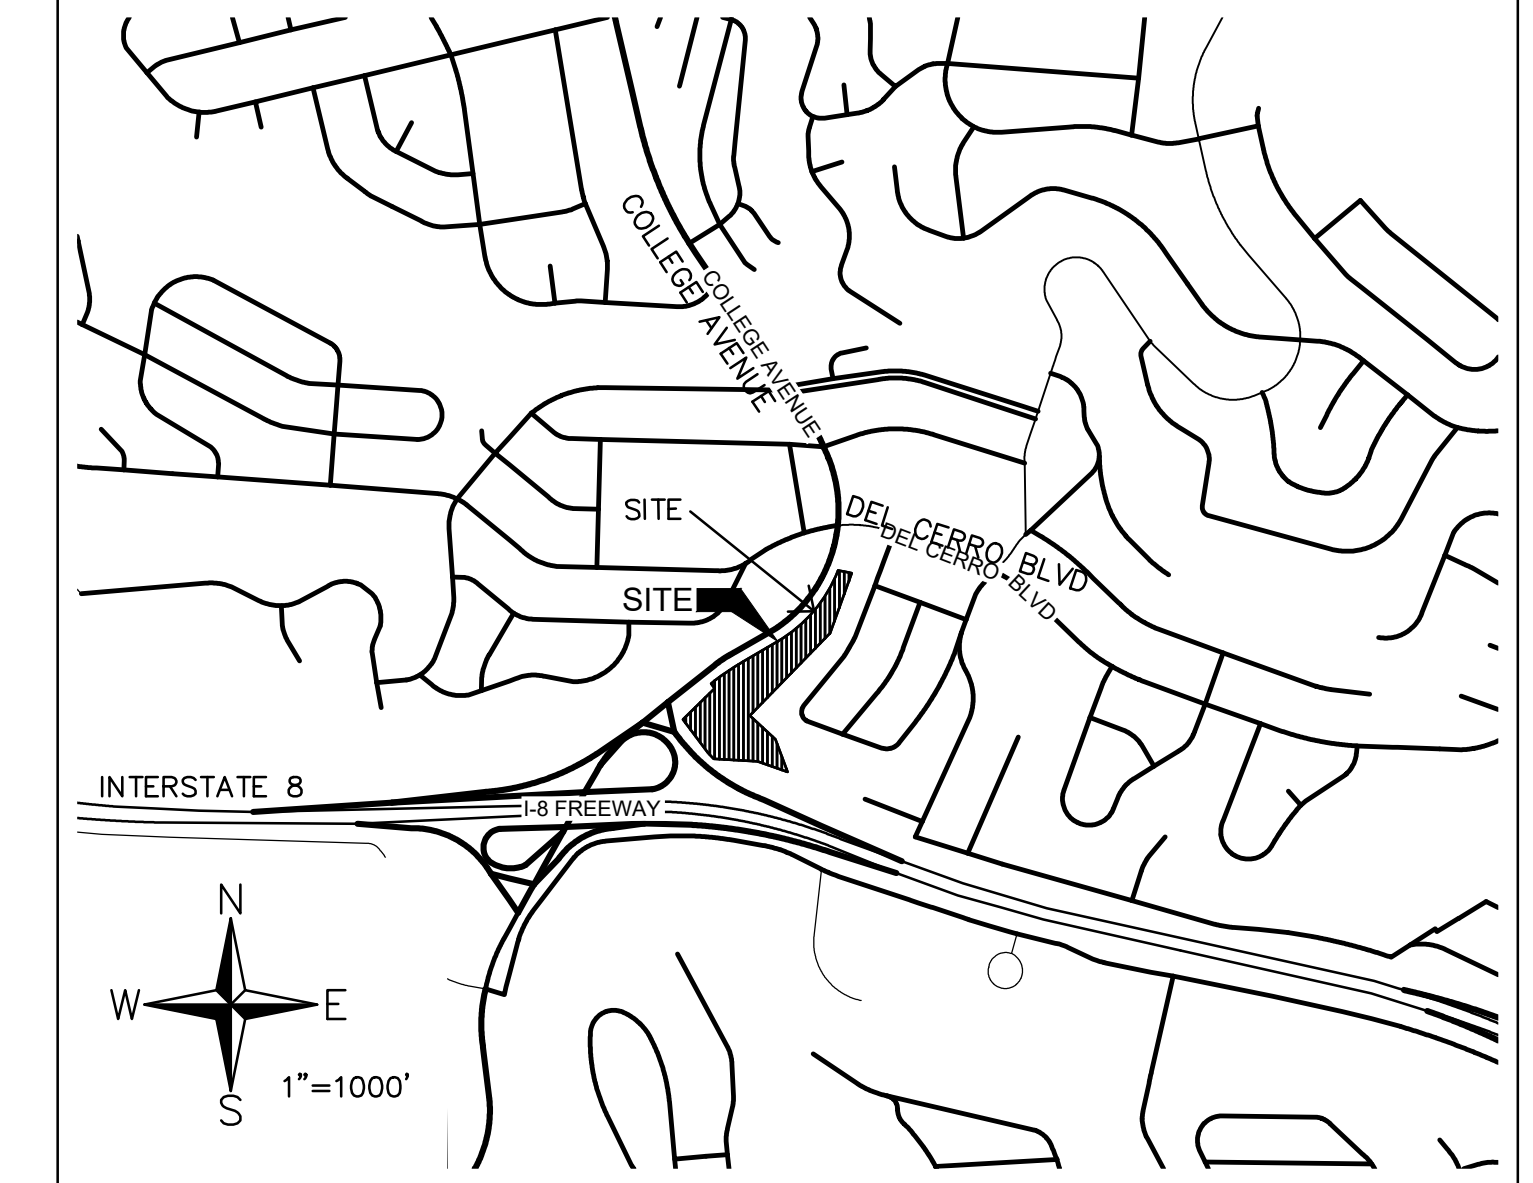 COLLEGE AVENUE
COLLEGE AVENUE
SITE
DEL CERRO BLVD
DEL CERRO BLVD
SITE
INTERSTATE 8
I-8 FREEWAY
N
W
E
S
1"=1000'